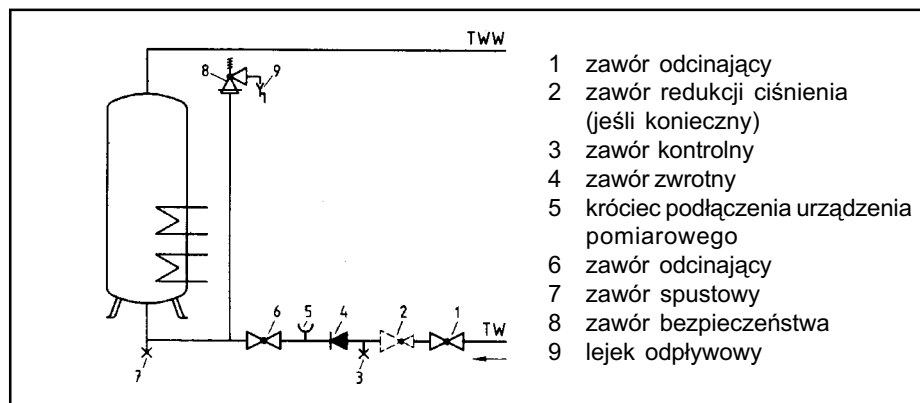 TWW
8
9
6
5
4
2
1
TW
7
3
1 zawór odcinający
2 zawór redukcji ciśnienia
(jeśli konieczny)
3 zawór kontrolny
4 zawór zwrotny
5 króciec podłączenia urządzenia
pomiarowego
6 zawór odcinający
7 zawór spustowy
8 zawór bezpieczeństwa
9 lejek odpływowy